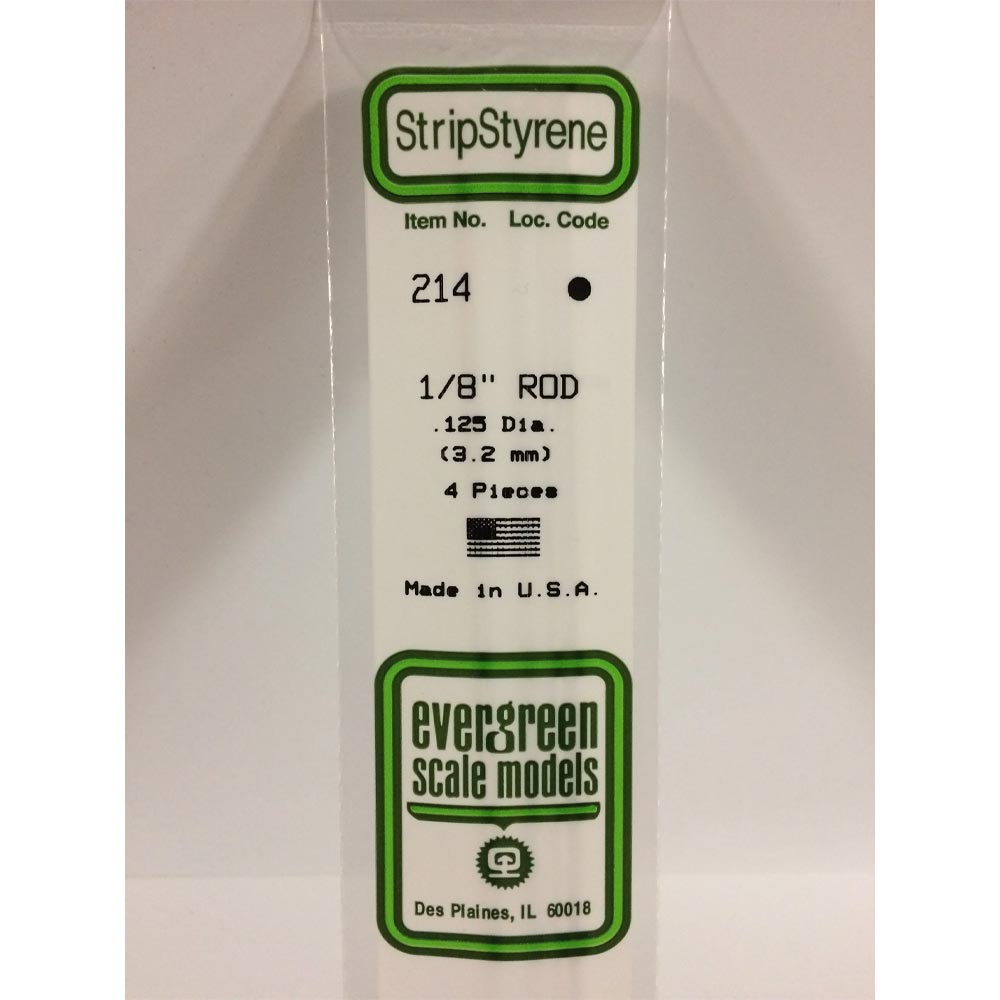 StripStyrene
Item No. Loc. Code
214 ●
1/8" ROD
.125 Dia.
(3.2 mm)
4 Pieces
Made in U.S.A.
evergreen
scale models
Des Plaines, IL 60018